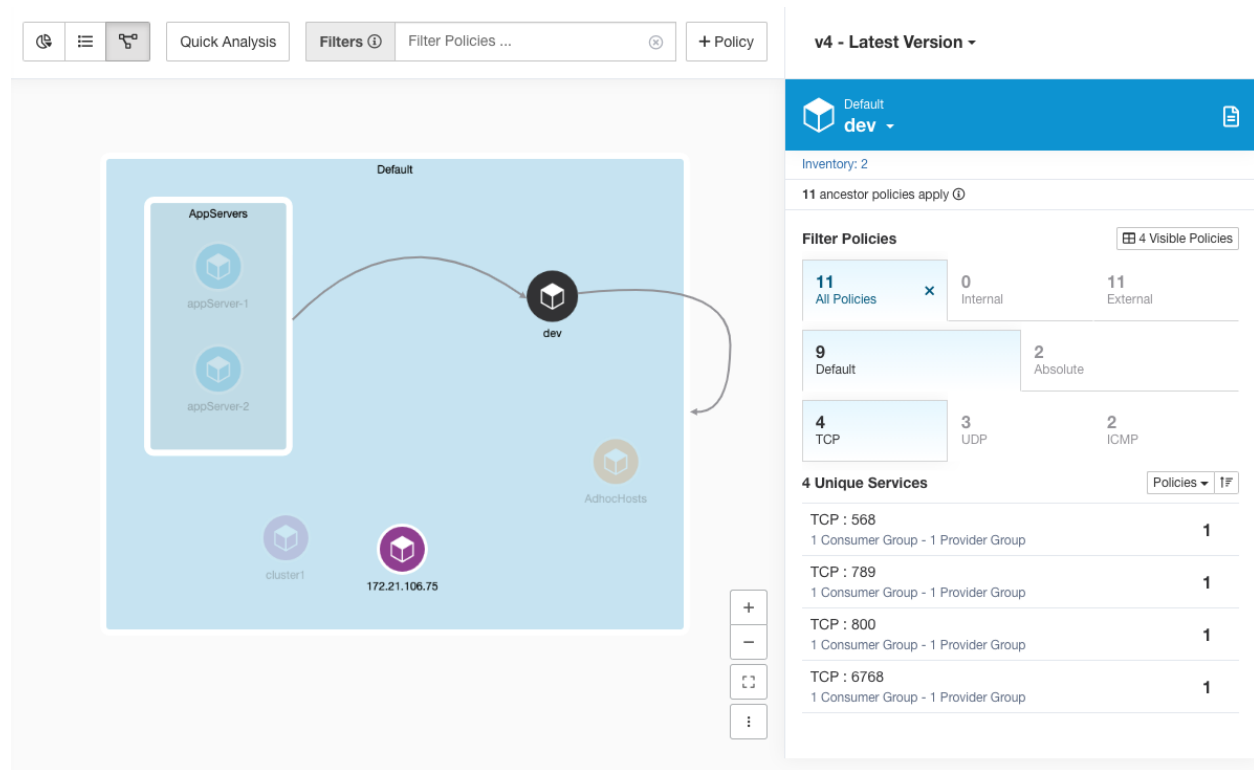 Quick Analysis
Filters
Filter Policies ...
+ Policy
v4 - Latest Version
Default
dev
Inventory: 2
11 ancestor policies apply
Filter Policies
4 Visible Policies
11
All Policies
0
Internal
11
External
9
Default
2
Absolute
4
TCP
3
UDP
2
ICMP
4 Unique Services
Policies
TCP : 568
1 Consumer Group - 1 Provider Group
1
TCP : 789
1 Consumer Group - 1 Provider Group
1
TCP : 800
1 Consumer Group - 1 Provider Group
1
TCP : 6768
1 Consumer Group - 1 Provider Group
1
Default
AppServers
appServer-1
appServer-2
dev
AdhocHosts
cluster1
172.21.106.75